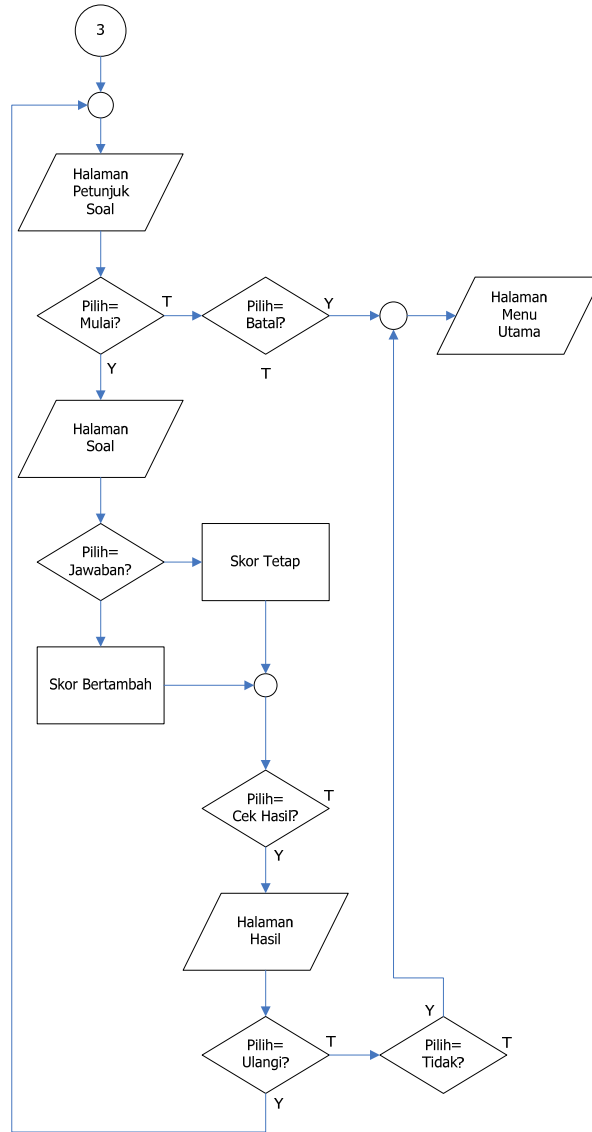 3
Halaman
Petunjuk
Soal
Pilih=
Mulai?
T
Pilih=
Batal?
Y
Halaman
Menu
Utama
T
Y
Halaman
Soal
Pilih=
Jawaban?
Skor Tetap
Skor Bertambah
Pilih=
Cek Hasil?
T
Y
Halaman
Hasil
Pilih=
Ulangi?
T
Y
Pilih=
Tidak?
T
Y